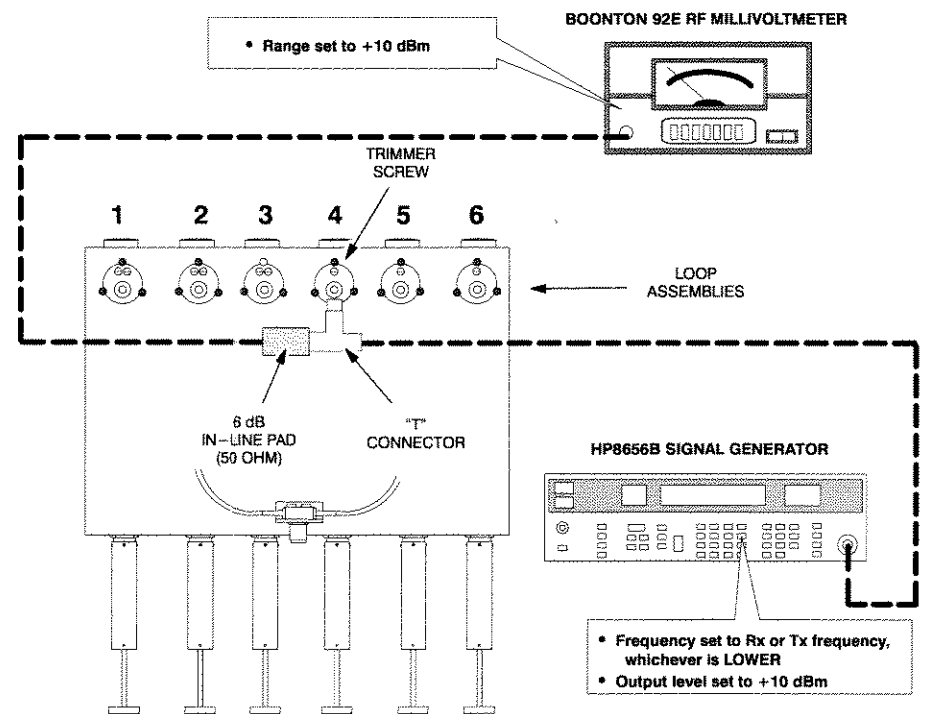 BOONTON 92E RF MILLIVOLTMETER
• Range set to +10 dBm
TRIMMER
SCREW
1 2 3 4 5 6
LOOP
ASSEMBLIES
6 dB
IN-LINE PAD
(50 OHM)
"T"
CONNECTOR
HP8656B SIGNAL GENERATOR
• Frequency set to Rx or Tx frequency,
whichever is LOWER
• Output level set to +10 dBm